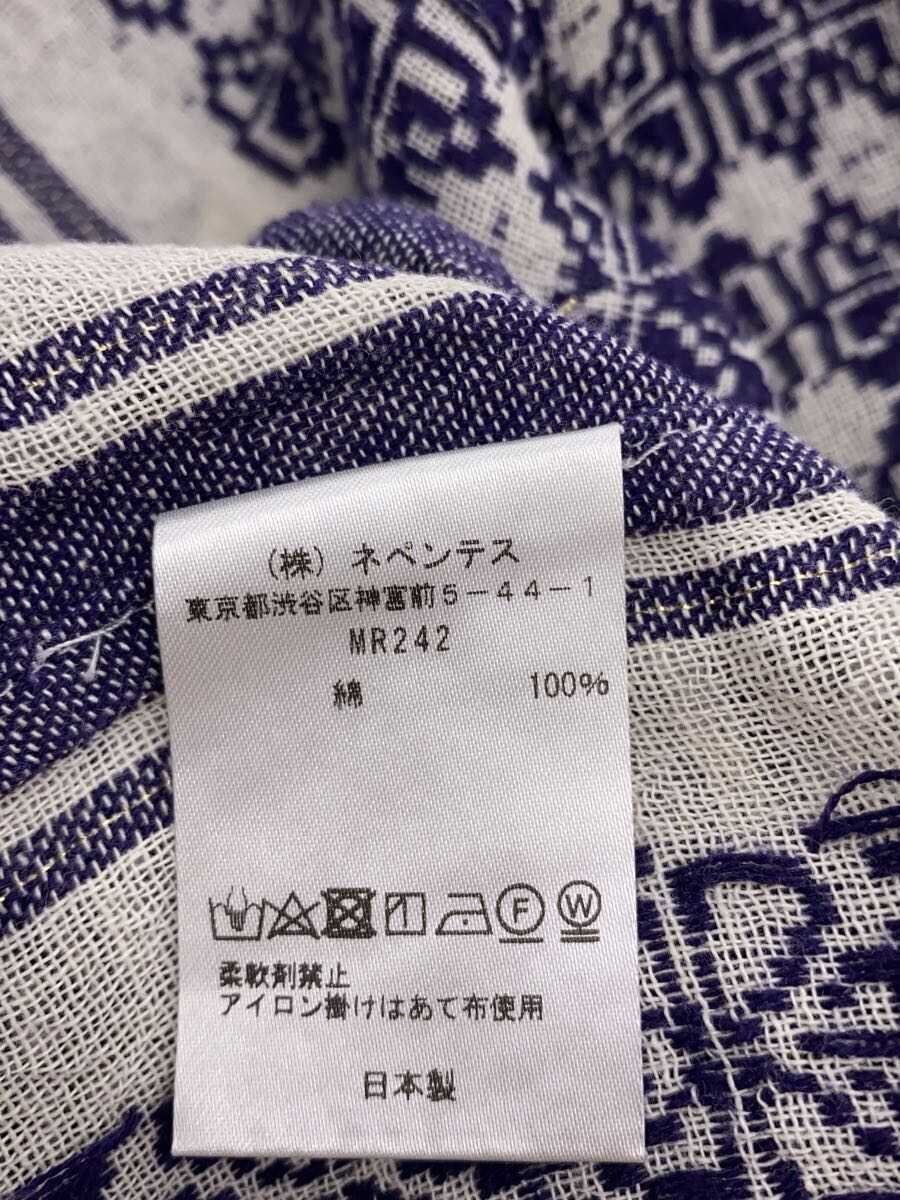 (株) ネペンテス
東京都渋谷区神宮前5-44-1
MR242
綿 100%
F W
柔軟剤禁止
アイロン掛けはあて布使用
日本製